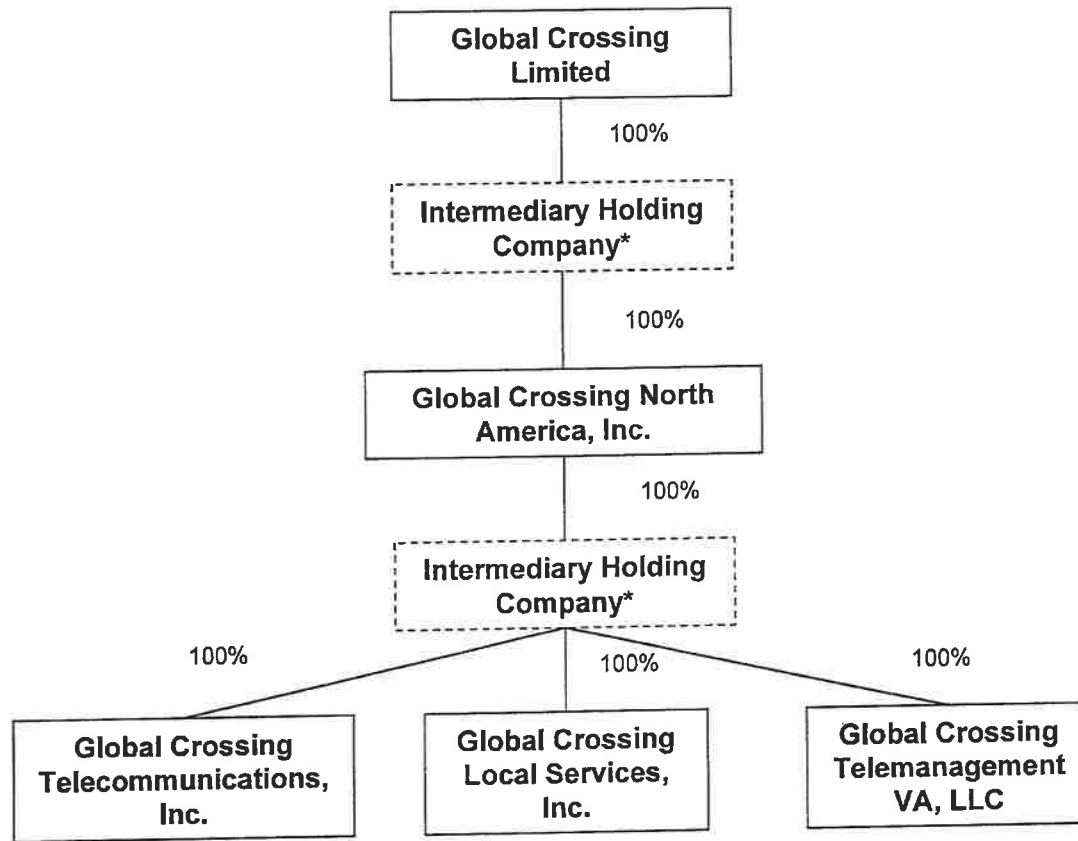 Global Crossing
Limited
100%
Intermediary Holding
Company*
100%
Global Crossing North
America, Inc.
100%
Intermediary Holding
Company*
100%
100%
100%
Global Crossing
Telecommunications,
Inc.
Global Crossing
Local Services,
Inc.
Global Crossing
Telemanagement
VA, LLC